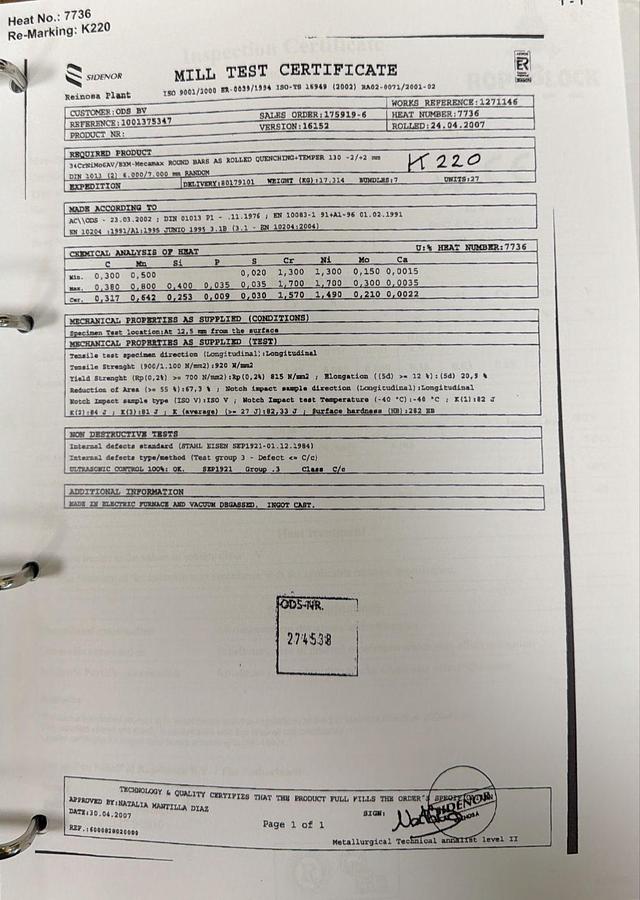 Heat No.: 7736
Re-Marking: K220
1 - 1
SIDENOR
MILL TEST CERTIFICATE
Reinosa Plant
ISO 9001/2000 ER-0039/1994 ISO-TS 16949 (2002) BA02-0071/2001-02
WORKS REFERENCE:1271146
CUSTOMER:ODS BV
SALES ORDER:175919-6
HEAT NUMBER:7736
REFERENCE:1001375347
VERSION:16152
ROLLED:24.04.2007
PRODUCT NR:
REQUIRED PRODUCT
34CrNiMo6AV/B3M-Mecamax ROUND BARS AS ROLLED QUENCHING+TEMPER 130 -2/+2 mm
K220
DIN 1013 (2) 6.000/7.000 mm RANDOM
EXPEDITION DELIVERY:80179101 WEIGHT (KG):17.314 BUNDLES:7 UNITS:27
MADE ACCORDING TO
AC\\ODS - 23.03.2002 ; DIN 01013 P1 - .11.1976 ; EN 10083-1 91+A1-96 01.02.1991
EN 10204 :1991/A1:1995 JUNIO 1995 3.1B (3.1 - EN 10204:2004)
CHEMICAL ANALYSIS OF HEAT U:% HEAT NUMBER:7736
C Mn Si P S Cr Ni Mo Ca
Min. 0,300 0,500 0,020 1,300 1,300 0,150 0,0015
Max. 0,380 0,800 0,400 0,035 0,035 1,700 1,700 0,300 0,0035
Cer. 0,317 0,642 0,253 0,009 0,030 1,570 1,490 0,210 0,0022
MECHANICAL PROPERTIES AS SUPPLIED (CONDITIONS)
Specimen Test location:At 12,5 mm from the surface
MECHANICAL PROPERTIES AS SUPPLIED (TEST)
Tensile test specimen direction (Longitudinal):Longitudinal
Tensile Strenght (900/1.100 N/mm2):920 N/mm2
Yield Strenght (Rp(0,2%) >= 700 N/mm2):Rp(0,2%) 815 N/mm2 ; Elongation ((5d) >= 12 %):(5d) 20,5 %
Reduction of Area (>= 55 %):67,3 % ; Notch impact sample direction (Longitudinal):Longitudinal
Notch Impact sample type (ISO V):ISO V ; Notch Impact test Temperature (-40 °C):-40 °C ; K(1):82 J
K(2):84 J ; K(3):81 J ; K (average) (>= 27 J):82,33 J ; Surface hardness (HB):282 HB
NON DESTRUCTIVE TESTS
Internal defects standard (STAHL EISEN SEP1921-01.12.1984)
Internal defects type/method (Test group 3 - Defect <= C/c)
ULTRASONIC CONTROL 100%: OK. SEP1921 Group .3 Class C/c
ADDITIONAL INFORMATION
MADE IN ELECTRIC FURNACE AND VACUUM DEGASSED. INGOT CAST.
ODS-NR.
274538
TECHNOLOGY & QUALITY CERTIFIES THAT THE PRODUCT FULL FILLS THE ORDER'S
APPROVED BY:NATALIA MANTILLA DIAZ
SIGN:
SIDENOR
DATE:30.04.2007
Page 1 of 1
REF.:6000828020000
Metallurgical Technical annalist level II